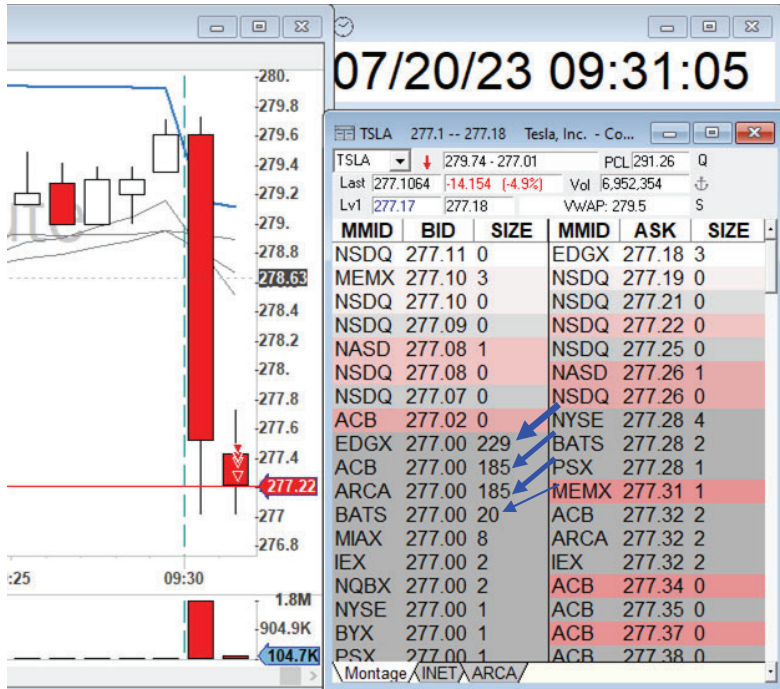 07/20/23 09:31:05
280.
279.8
279.6
279.4
279.2
279.
278.8
278.63
278.4
278.2
278.
277.8
277.6
277.4
277.22
277
276.8
:25 09:30
1.8M
904.9K
104.7K
TSLA 277.1 -- 277.18 Tesla, Inc. - Co...
TSLA 279.74 - 277.01 PCL 291.26 Q
Last 277.1064 -14.154 (-4.9%) Vol 6,952,354
Lv1 277.17 277.18 VWAP: 279.5 S
MMID BID SIZE MMID ASK SIZE
NSDQ 277.11 0 EDGX 277.18 3
MEMX 277.10 3 NSDQ 277.19 0
NSDQ 277.10 0 NSDQ 277.21 0
NSDQ 277.09 0 NSDQ 277.22 0
NASD 277.08 1 NSDQ 277.25 0
NSDQ 277.08 0 NASD 277.26 1
NSDQ 277.07 0 NSDQ 277.26 0
ACB 277.02 0 NYSE 277.28 4
EDGX 277.00 229 BATS 277.28 2
ACB 277.00 185 PSX 277.28 1
ARCA 277.00 185 MEMX 277.31 1
BATS 277.00 20 ACB 277.32 2
MIAX 277.00 8 ARCA 277.32 2
IEX 277.00 2 IEX 277.32 2
NQBX 277.00 2 ACB 277.34 0
NYSE 277.00 1 ACB 277.35 0
BYX 277.00 1 ACB 277.37 0
PSX 277.00 1 ACB 277.38 0
Montage INET ARCA